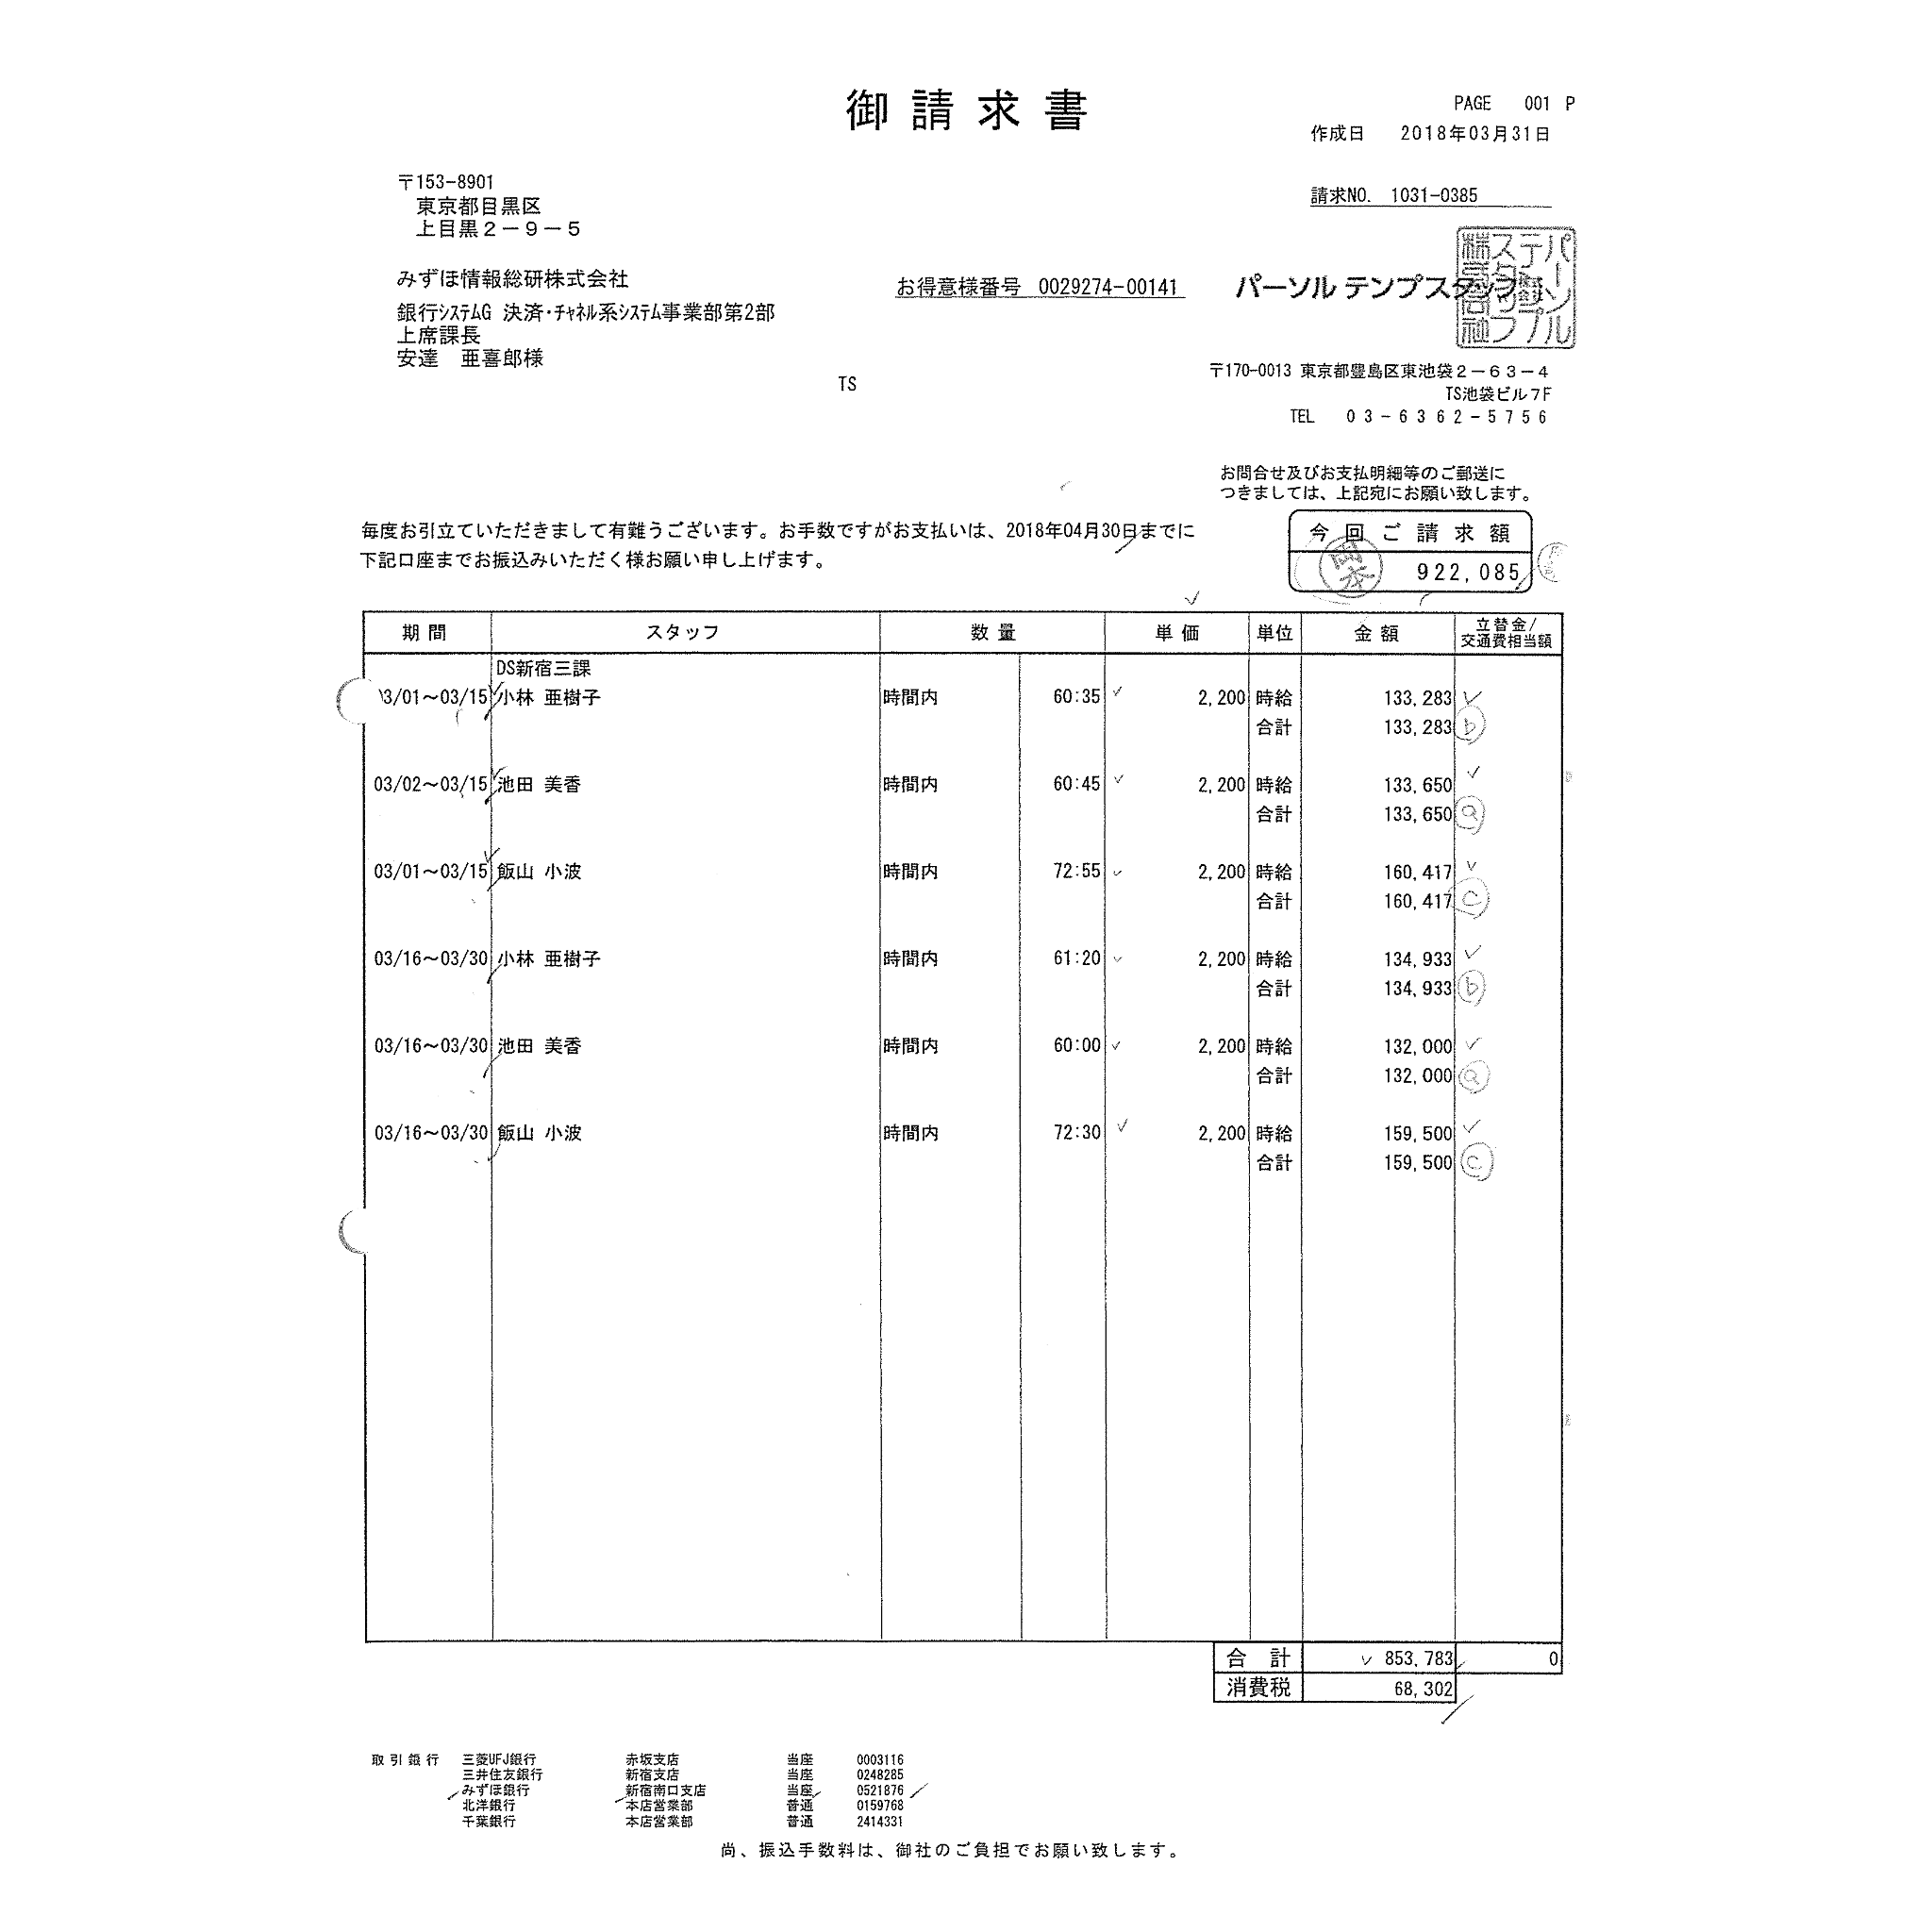 御請求書
PAGE 001 P
作成日 2018年03月31日
〒153-8901
東京都目黒区
上目黒2-9-5
請求NO. 1031-0385
みずほ情報総研株式会社
お得意様番号 0029274-00141
パーソル テンプスタッフ
銀行ｼｽﾃﾑG 決済・ﾁｬﾈﾙ系ｼｽﾃﾑ事業部第2部
上席課長
安達 亜喜郎様
TS
〒170-0013 東京都豊島区東池袋2-63-4
TS池袋ビル7F
TEL 03-6362-5756
お問合せ及びお支払明細等のご郵送に
つきましては、上記宛にお願い致します。
毎度お引立ていただきまして有難うございます。お手数ですがお支払いは、2018年04月30日までに
下記口座までお振込みいただく様お願い申し上げます。
今回ご請求額
922,085
期間 スタッフ 数量 単価 単位 金額 立替金/交通費相当額
DS新宿三課
03/01~03/15 小林 亜樹子 時間内 60:35 2,200 時給 133,283
合計 133,283 b
03/02~03/15 池田 美香 時間内 60:45 2,200 時給 133,650
合計 133,650 a
03/01~03/15 飯山 小波 時間内 72:55 2,200 時給 160,417
合計 160,417 c
03/16~03/30 小林 亜樹子 時間内 61:20 2,200 時給 134,933
合計 134,933 b
03/16~03/30 池田 美香 時間内 60:00 2,200 時給 132,000
合計 132,000 a
03/16~03/30 飯山 小波 時間内 72:30 2,200 時給 159,500
合計 159,500 c
合計 853,783 0
消費税 68,302
取引銀行 三菱UFJ銀行 赤坂支店 当座 0003116
三井住友銀行 新宿支店 当座 0248285
みずほ銀行 新宿南口支店 当座 0521876
北洋銀行 本店営業部 普通 0159768
千葉銀行 本店営業部 普通 2414331
尚、振込手数料は、御社のご負担でお願い致します。